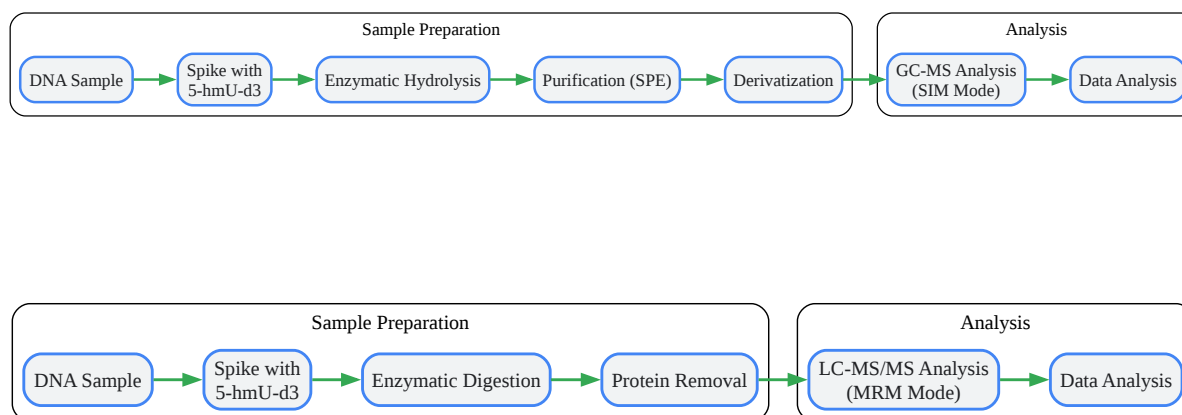 Sample Preparation
Analysis
DNA Sample
Spike with
5-hmU-d3
Enzymatic Hydrolysis
Purification (SPE)
Derivatization
GC-MS Analysis
(SIM Mode)
Data Analysis
Sample Preparation
Analysis
DNA Sample
Spike with
5-hmU-d3
Enzymatic Digestion
Protein Removal
LC-MS/MS Analysis
(MRM Mode)
Data Analysis